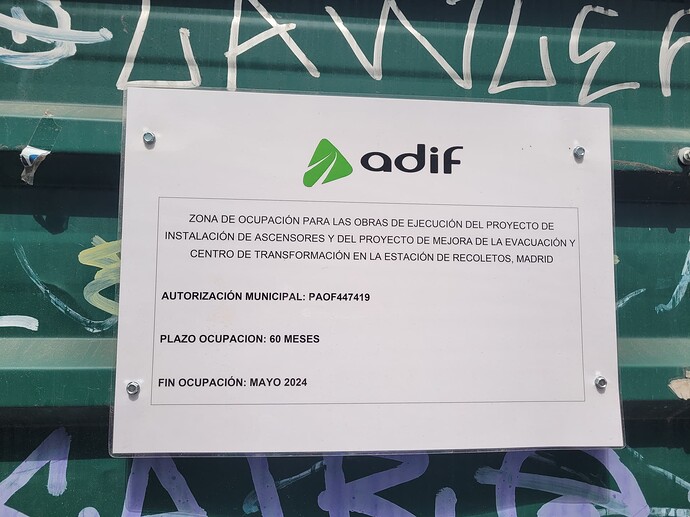 adif
ZONA DE OCUPACIÓN PARA LAS OBRAS DE EJECUCIÓN DEL PROYECTO DE
INSTALACIÓN DE ASCENSORES Y DEL PROYECTO DE MEJORA DE LA EVACUACIÓN Y
CENTRO DE TRANSFORMACIÓN EN LA ESTACIÓN DE RECOLETOS, MADRID
AUTORIZACIÓN MUNICIPAL: PAOF447419
PLAZO OCUPACION: 60 MESES
FIN OCUPACIÓN: MAYO 2024